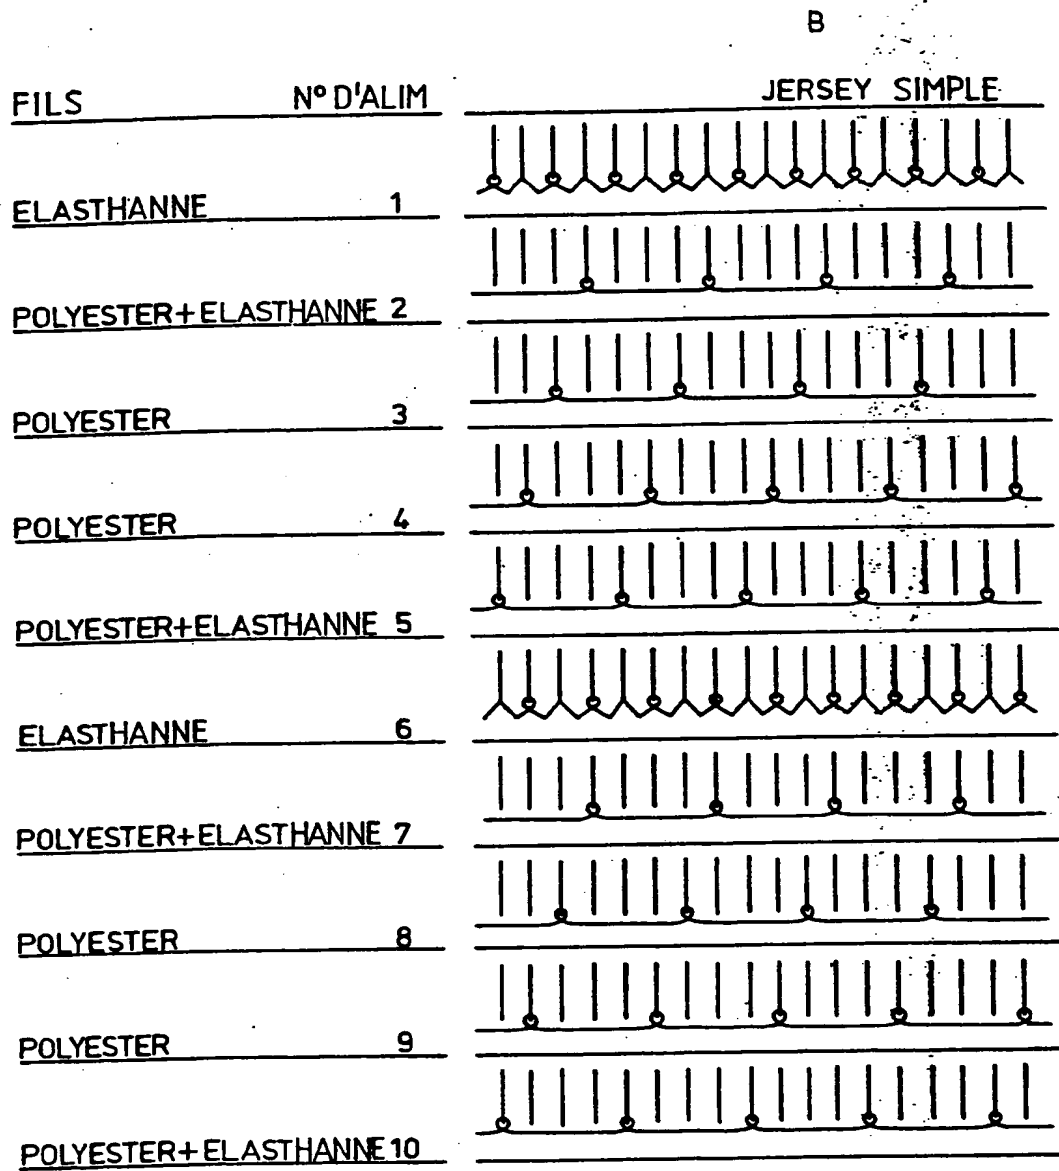 B
FILS N° D'ALIM JERSEY SIMPLE
ELASTHANNE 1
POLYESTER+ELASTHANNE 2
POLYESTER 3
POLYESTER 4
POLYESTER+ELASTHANNE 5
ELASTHANNE 6
POLYESTER+ELASTHANNE 7
POLYESTER 8
POLYESTER 9
POLYESTER+ELASTHANNE 10